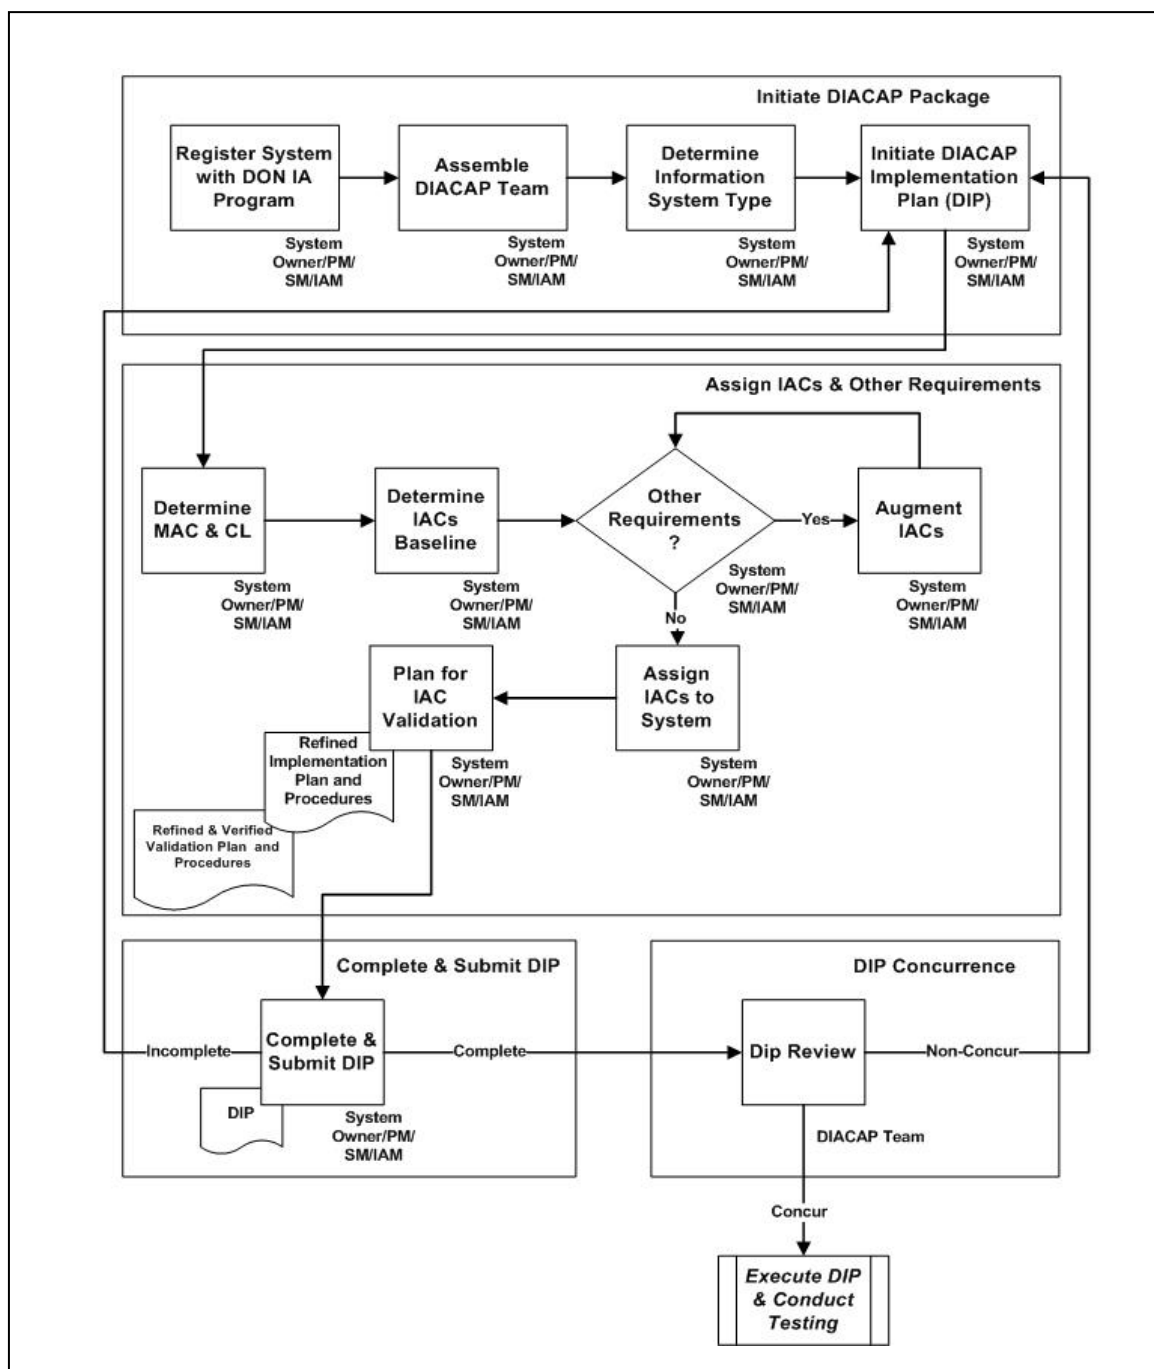 Initiate DIACAP Package
Register System
with DON IA
Program
System
Owner/PM/
SM/IAM
Assemble
DIACAP Team
System
Owner/PM/
SM/IAM
Determine
Information
System Type
System
Owner/PM/
SM/IAM
Initiate DIACAP
Implementation
Plan (DIP)
System
Owner/PM/
SM/IAM
Assign IACs & Other Requirements
Determine
MAC & CL
System
Owner/PM/
SM/IAM
Determine
IACs
Baseline
System
Owner/PM/
SM/IAM
Other
Requirements
?
System
Owner/PM/
SM/IAM
Yes
Augment
IACs
System
Owner/PM/
SM/IAM
No
Assign
IACs to
System
System
Owner/PM/
SM/IAM
Plan for
IAC
Validation
System
Owner/PM/
SM/IAM
Refined
Implementation
Plan and
Procedures
Refined & Verified
Validation Plan and
Procedures
Complete & Submit DIP
Incomplete
Complete &
Submit DIP
Complete
DIP
System
Owner/PM/
SM/IAM
DIP Concurrence
Dip Review
Non-Concur
DIACAP Team
Concur
Execute DIP
& Conduct
Testing